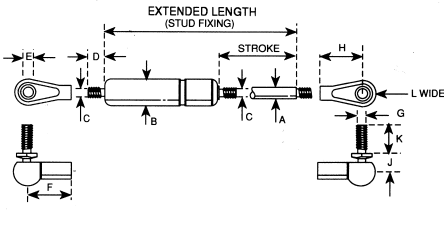 EXTENDED LENGTH
(STUD FIXING)
STROKE
E
D
H
L WIDE
C
B
C
A
G
K
J
F
I